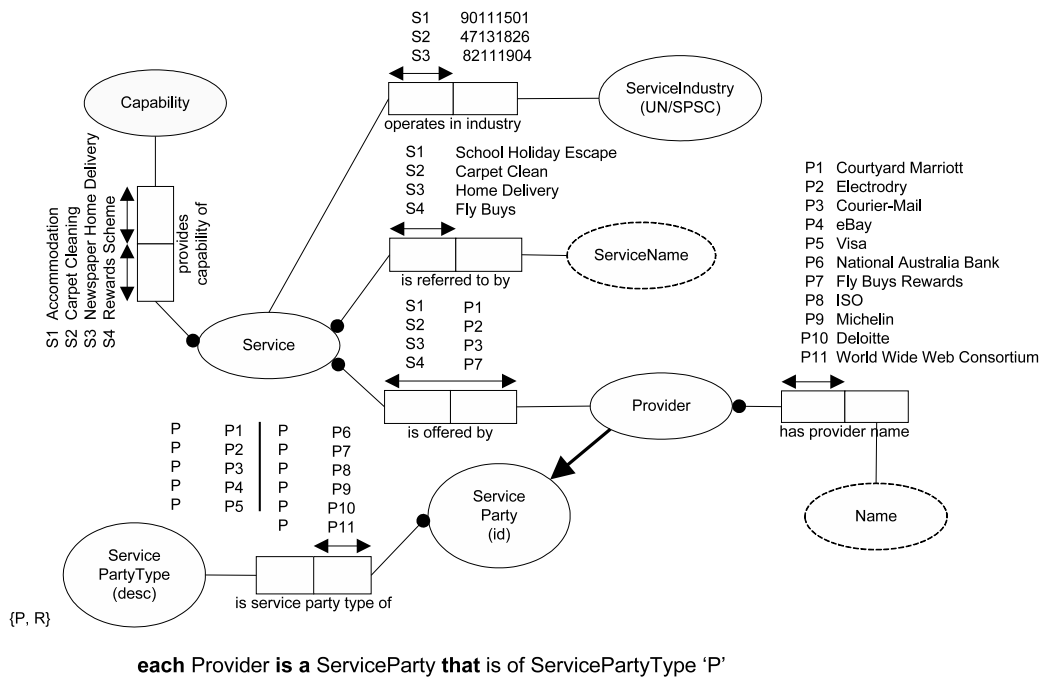 S1 90111501
S2 47131826
S3 82111904
Capability
ServiceIndustry
(UN/SPSC)
operates in industry
S1 School Holiday Escape
S2 Carpet Clean
S3 Home Delivery
S4 Fly Buys
P1 Courtyard Marriott
P2 Electrodry
P3 Courier-Mail
P4 eBay
P5 Visa
P6 National Australia Bank
P7 Fly Buys Rewards
P8 ISO
P9 Michelin
P10 Deloitte
P11 World Wide Web Consortium
S1 Accommodation
S2 Carpet Cleaning
S3 Newspaper Home Delivery
S4 Rewards Scheme
provides
capability of
ServiceName
is referred to by
S1 P1
S2 P2
S3 P3
S4 P7
Service
Provider
is offered by
has provider name
P P1 P P6
P P2 P P7
P P3 P P8
P P4 P P9
P P5 P P10
P P11
Service
Party
(id)
Name
Service
PartyType
(desc)
is service party type of
{P, R}
each Provider is a ServiceParty that is of ServicePartyType ‘P’